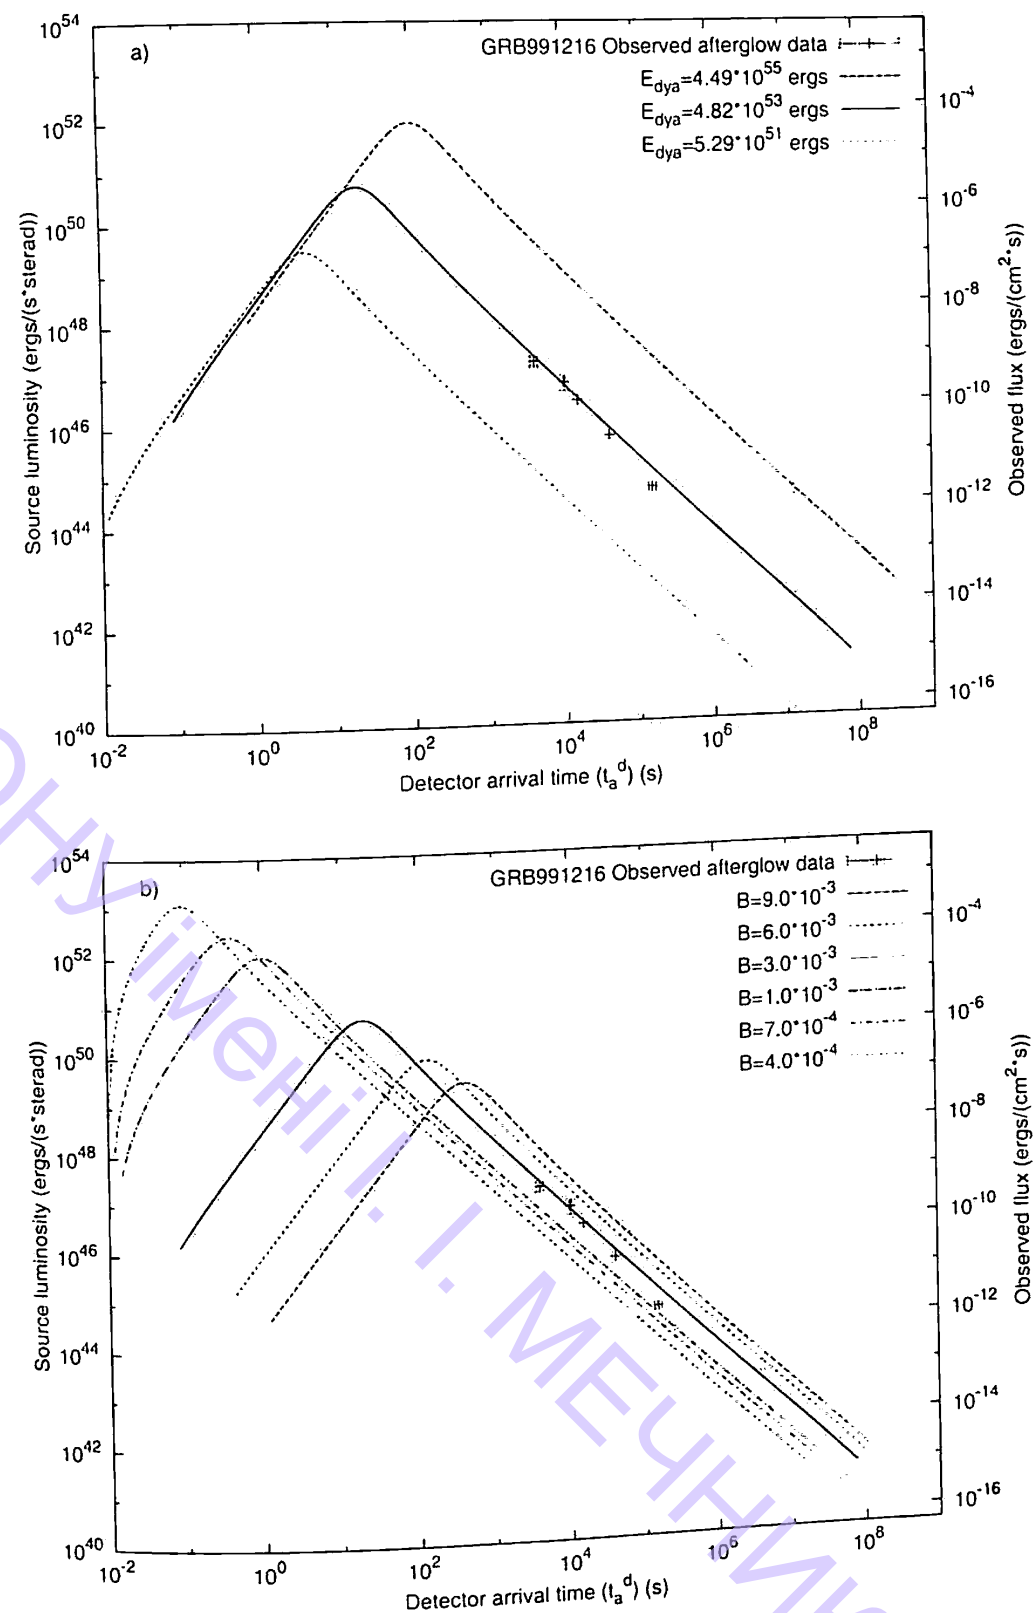 a)
GRB991216 Observed afterglow data
E_dya=4.49*10^55 ergs
E_dya=4.82*10^53 ergs
E_dya=5.29*10^51 ergs
10^54
10^52
10^50
10^48
10^46
10^44
10^42
10^40
Source luminosity (ergs/(s*sterad))
10^-4
10^-6
10^-8
10^-10
10^-12
10^-14
10^-16
Observed flux (ergs/(cm^2*s))
10^-2 10^0 10^2 10^4 10^6 10^8
Detector arrival time (t_a^d) (s)
b)
GRB991216 Observed afterglow data
B=9.0*10^-3
B=6.0*10^-3
B=3.0*10^-3
B=1.0*10^-3
B=7.0*10^-4
B=4.0*10^-4
10^54
10^52
10^50
10^48
10^46
10^44
10^42
10^40
Source luminosity (ergs/(s*sterad))
10^-4
10^-6
10^-8
10^-10
10^-12
10^-14
10^-16
Observed flux (ergs/(cm^2*s))
10^-2 10^0 10^2 10^4 10^6 10^8
Detector arrival time (t_a^d) (s)
імені І. І.